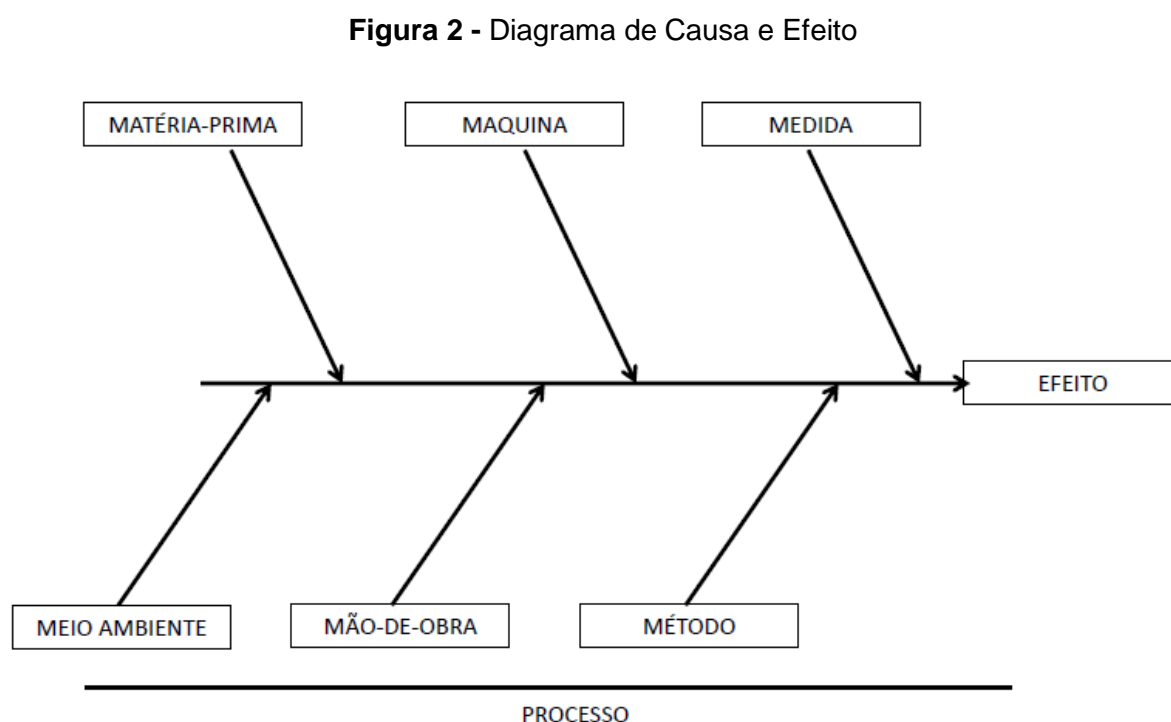 Figura 2 - Diagrama de Causa e Efeito
MATÉRIA-PRIMA
MAQUINA
MEDIDA
EFEITO
MEIO AMBIENTE
MÃO-DE-OBRA
MÉTODO
PROCESSO